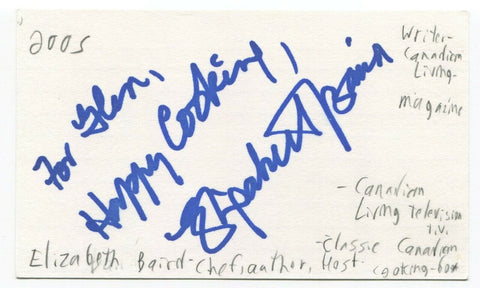 2005
For Glen,
Happy Cooking,
Elizabeth Baird
Writer-
Canadian
Living-
magazine
- Canadian
Living Television
T.V.
-Classic Canadian
cooking-book
Elizabeth Baird-Chef, author, Host-